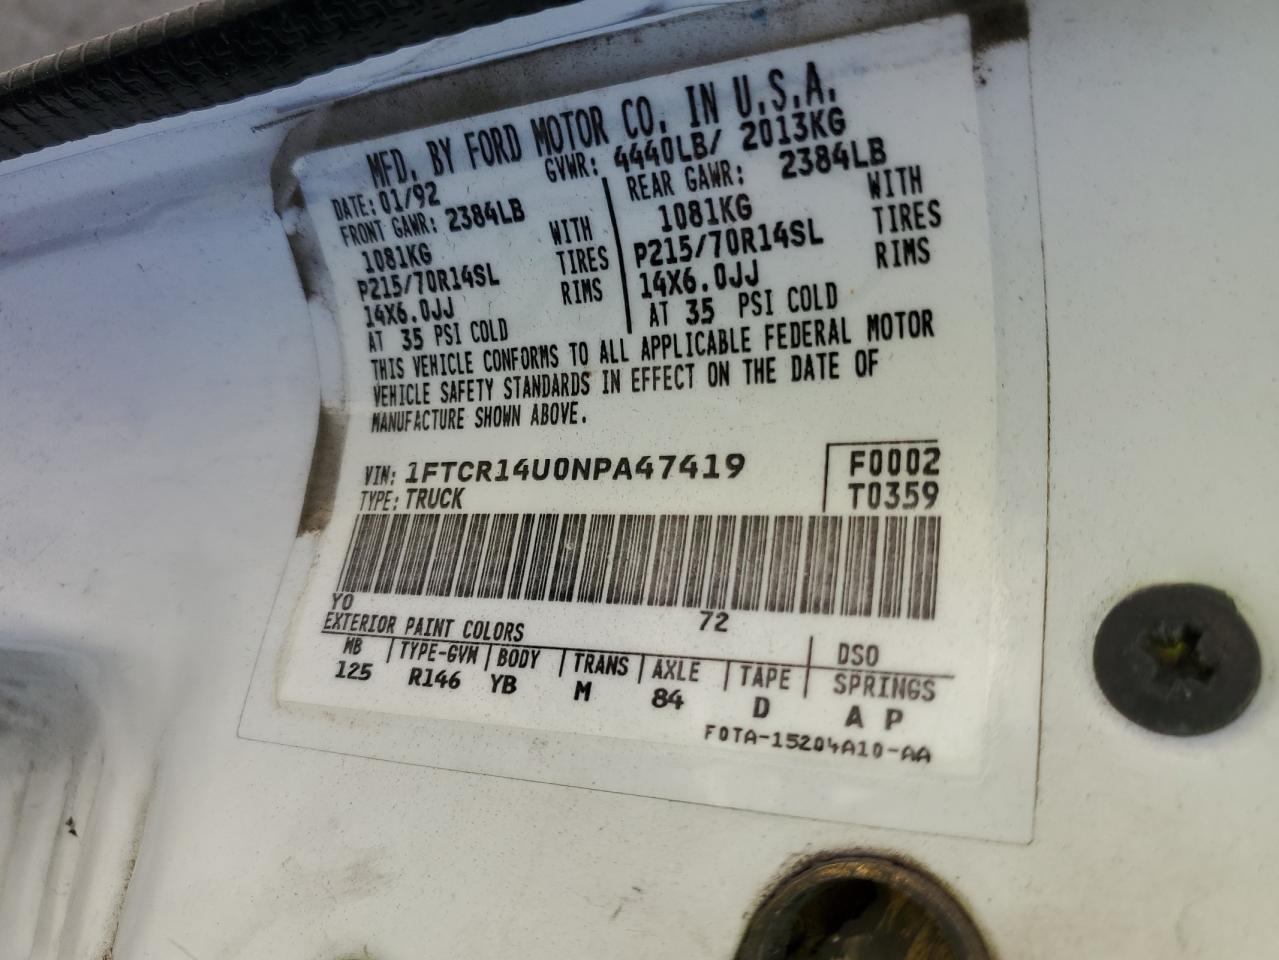 MFD. BY FORD MOTOR CO. IN U.S.A.
DATE: 01/92 GVWR: 4440LB/ 2013KG
FRONT GAWR: 2384LB REAR GAWR: 2384LB
1081KG WITH 1081KG WITH
P215/70R14SL TIRES P215/70R14SL TIRES
14X6.0JJ RIMS 14X6.0JJ RIMS
AT 35 PSI COLD AT 35 PSI COLD
THIS VEHICLE CONFORMS TO ALL APPLICABLE FEDERAL MOTOR
VEHICLE SAFETY STANDARDS IN EFFECT ON THE DATE OF
MANUFACTURE SHOWN ABOVE.
VIN: 1FTCR14U0NPA47419 F0002
TYPE: TRUCK T0359
YO 72
EXTERIOR PAINT COLORS DSO
WB TYPE-GVW BODY TRANS AXLE TAPE SPRINGS
125 R146 YB M 84 D A P
F0TA-15204A10-AA